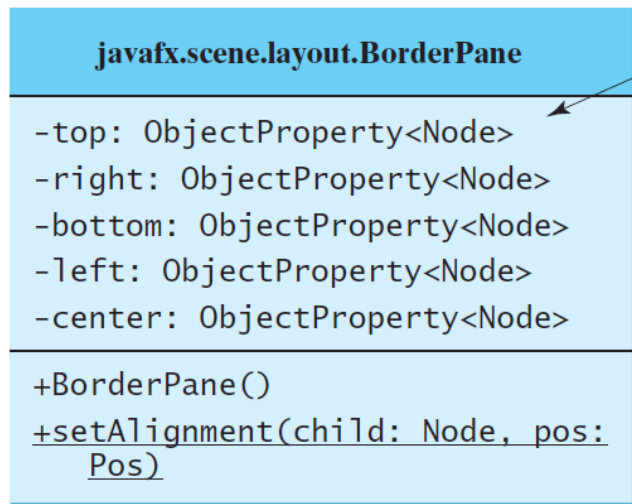 javafx.scene.layout.BorderPane
-top: ObjectProperty<Node>
-right: ObjectProperty<Node>
-bottom: ObjectProperty<Node>
-left: ObjectProperty<Node>
-center: ObjectProperty<Node>
+BorderPane()
+setAlignment(child: Node, pos:
Pos)